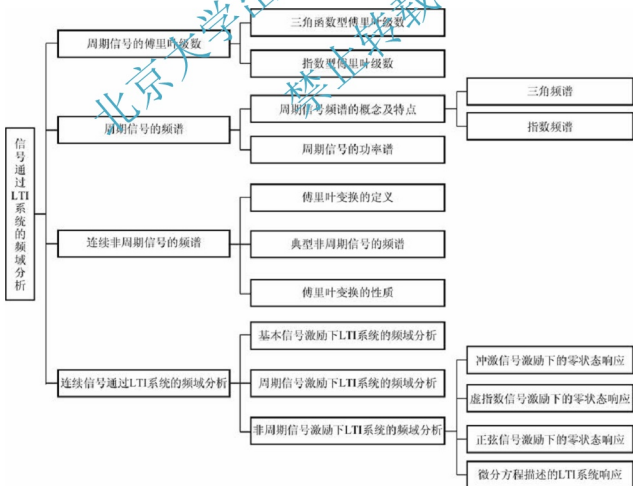 信号通过LTI系统的频域分析
周期信号的傅里叶级数
三角函数型傅里叶级数
指数型傅里叶级数
周期信号的频谱
周期信号频谱的概念及特点
三角频谱
指数频谱
周期信号的功率谱
连续非周期信号的频谱
傅里叶变换的定义
典型非周期信号的频谱
傅里叶变换的性质
连续信号通过LTI系统的频域分析
基本信号激励下LTI系统的频域分析
周期信号激励下LTI系统的频域分析
非周期信号激励下LTI系统的频域分析
冲激信号激励下的零状态响应
虚指数信号激励下的零状态响应
正弦信号激励下的零状态响应
微分方程描述的LTI系统响应
北京大学
禁止转载